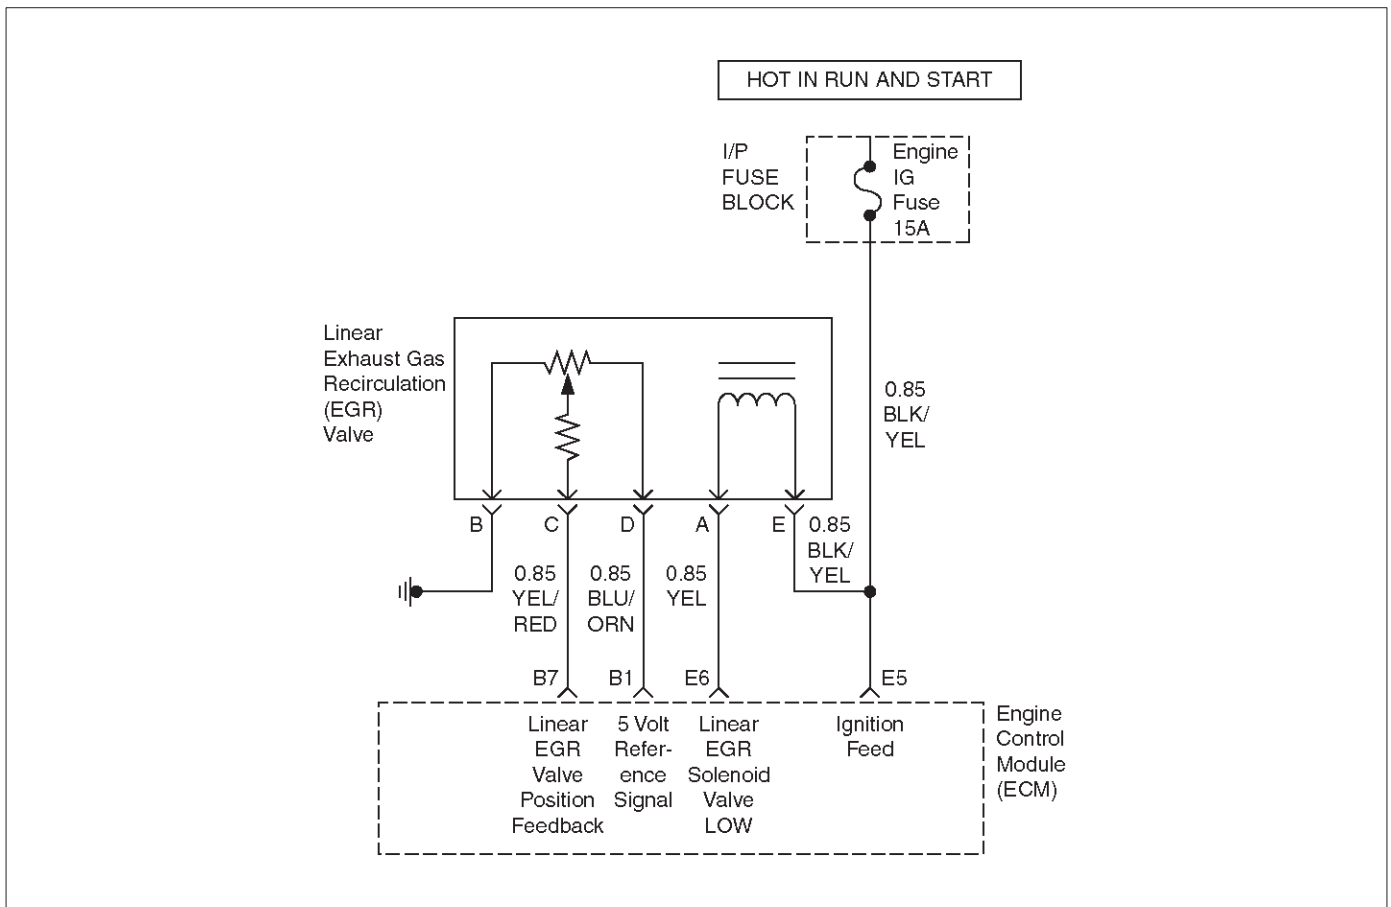 HOT IN RUN AND START
I/P
FUSE
BLOCK
Engine
IG
Fuse
15A
Linear
Exhaust Gas
Recirculation
(EGR)
Valve
0.85
BLK/
YEL
B
C
D
A
E
0.85
BLK/
YEL
0.85
YEL/
RED
0.85
BLU/
ORN
0.85
YEL
B7
B1
E6
E5
Linear
EGR
Valve
Position
Feedback
5 Volt
Refer-
ence
Signal
Linear
EGR
Solenoid
Valve
LOW
Ignition
Feed
Engine
Control
Module
(ECM)